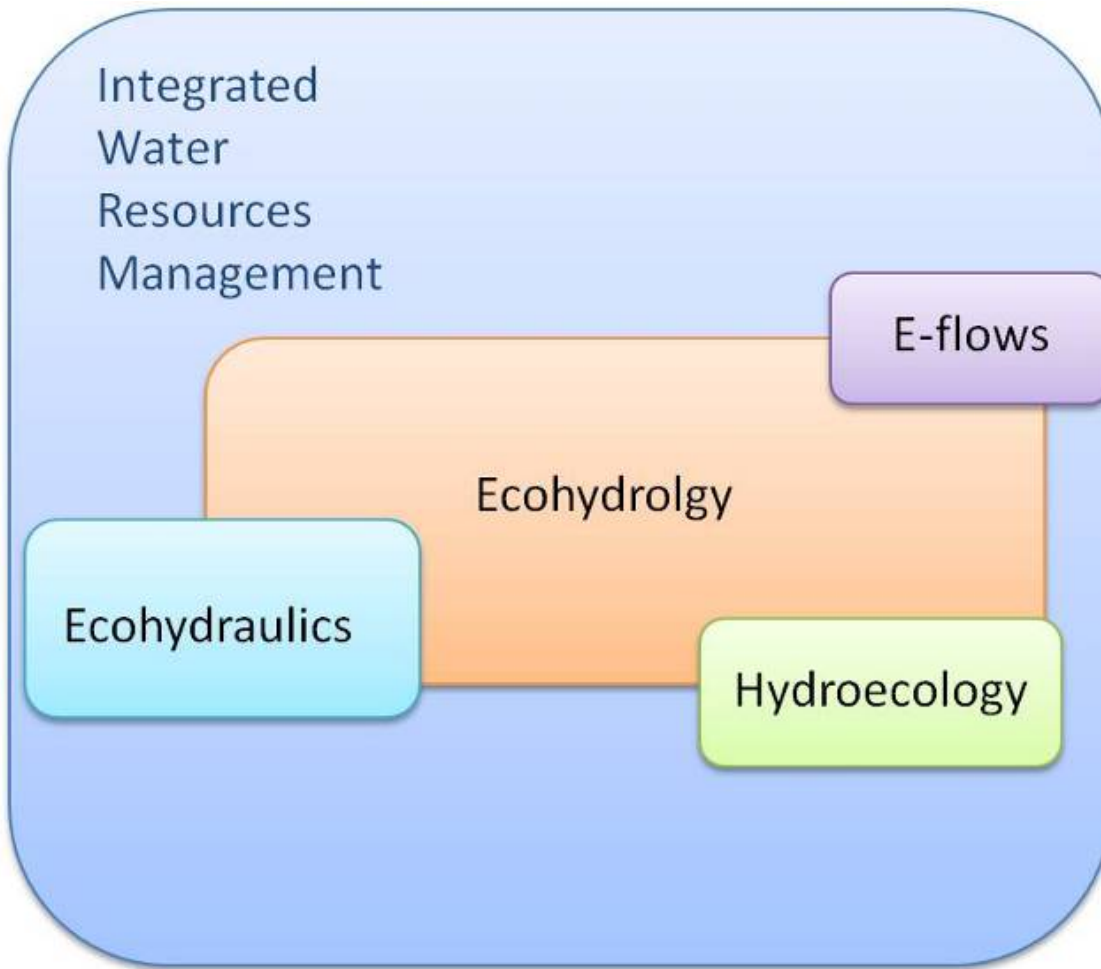 Integrated
Water
Resources
Management
E-flows
Ecohydrolgy
Ecohydraulics
Hydroecology